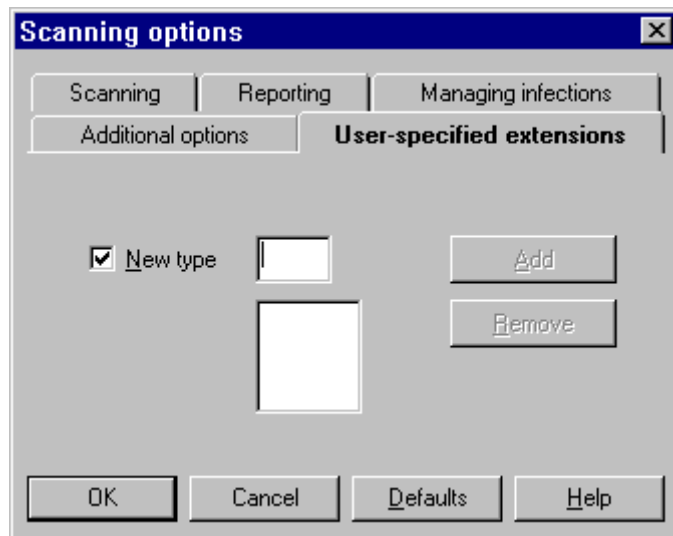 Scanning options
Scanning Reporting Managing infections
Additional options User-specified extensions
New type Add
Remove
OK Cancel Defaults Help